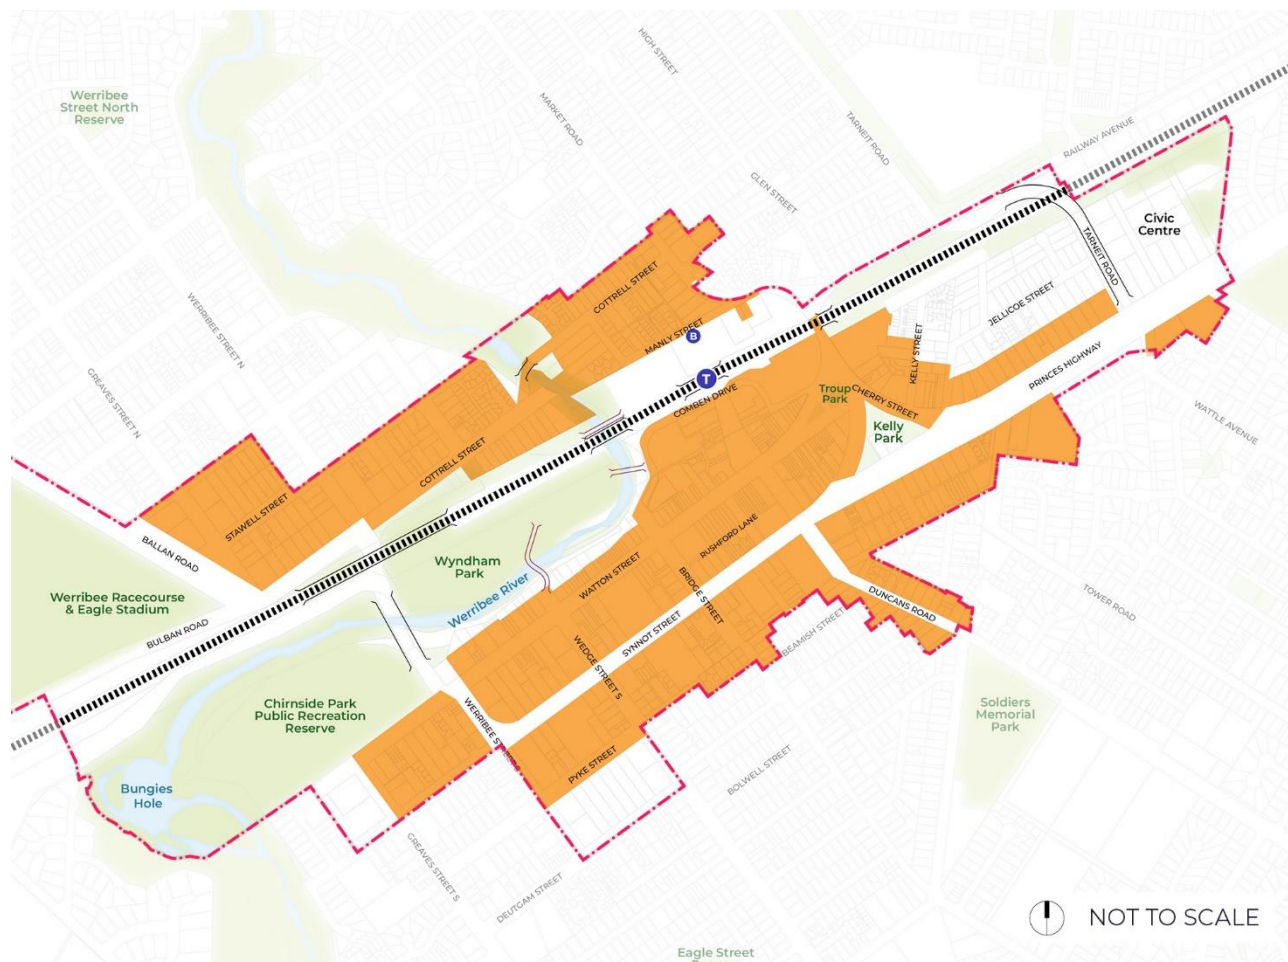 HIGH STREET
Werribee
Street North
Reserve
MARKET ROAD
TARNEIT ROAD
RAILWAY AVENUE
GLEN STREET
Civic
Centre
TARNEIT ROAD
COTTRELL STREET
WERRIBEE STREET N
JELLICOE STREET
MANLY STREET
B
KELLY STREET
PRINCES HIGHWAY
T
GREAVES STREET N
COMBEN DRIVE
Troup
Park
CHERRY STREET
Kelly
Park
WATTLE AVENUE
COTTRELL STREET
STAWELL STREET
BALLAN ROAD
RUSHFORD LANE
Wyndham
Park
WATTON STREET
Werribee River
BRIDGE STREET
DUNCANS ROAD
TOWER ROAD
Werribee Racecourse
& Eagle Stadium
BULBAN ROAD
SYNNOT STREET
BEAMISH STREET
WEDGE STREET S
Chirnside Park
Public Recreation
Reserve
WERRIBEE STREET S
Soldiers
Memorial
Park
PYKE STREET
BOLWELL STREET
Bungies
Hole
GREAVES STREET S
DEUTGAM STREET
NOT TO SCALE
Eagle Street